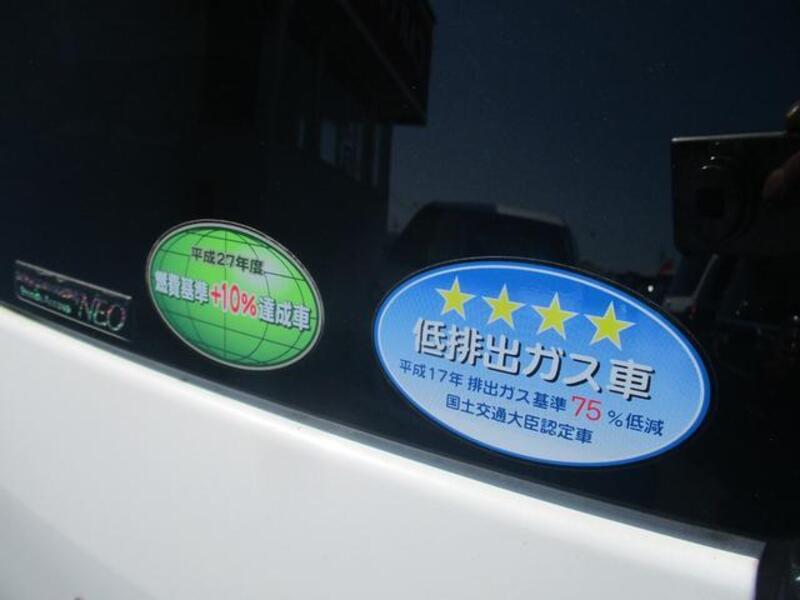 平成27年度
燃費基準+10%達成車
NEO
★★★★
低排出ガス車
平成17年 排出ガス基準 75 %低減
国土交通大臣認定車